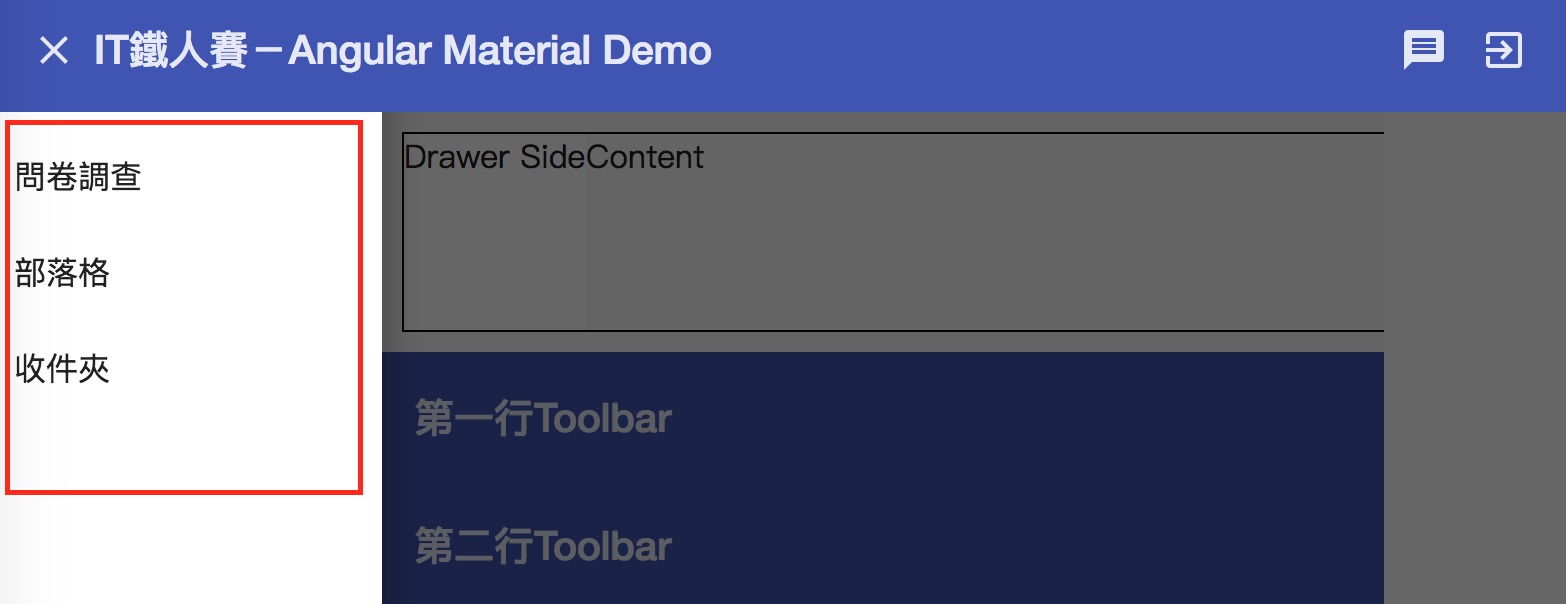 IT鐵人賽－Angular Material Demo
問卷調查
部落格
收件夾
Drawer SideContent
第一行Toolbar
第二行Toolbar